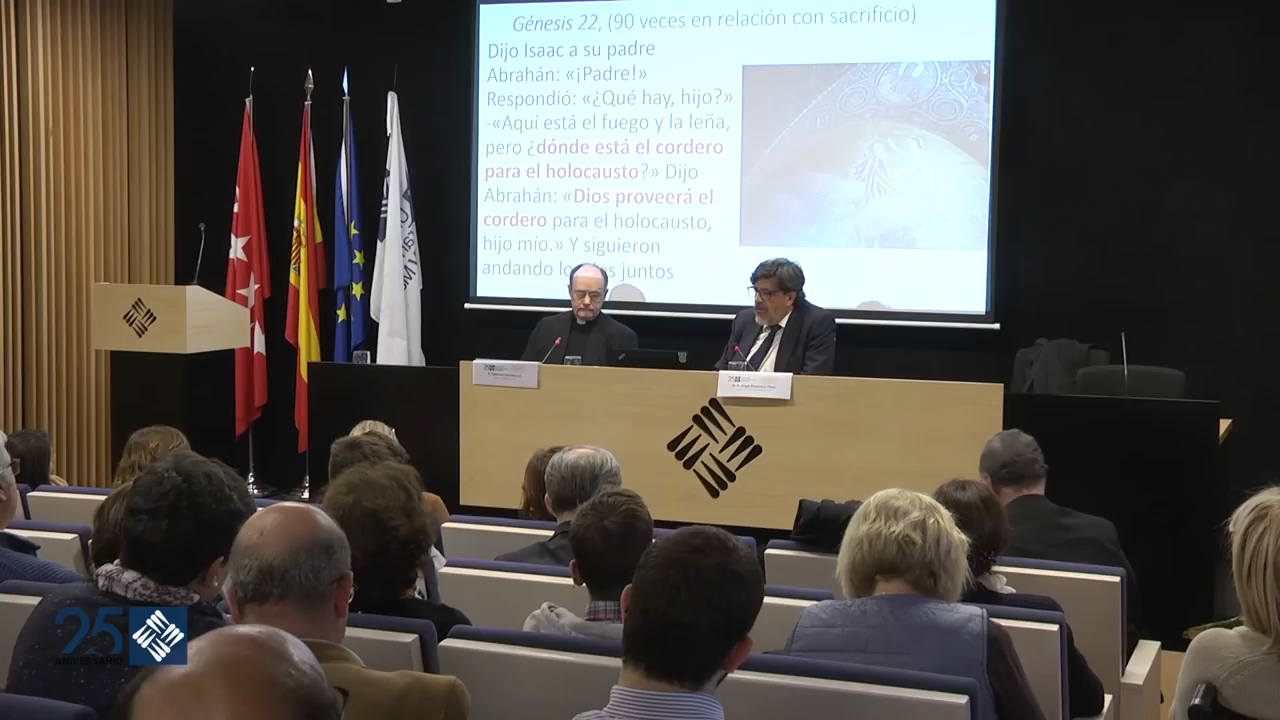 Génesis 22, (90 veces en relación con sacrificio)
Dijo Isaac a su padre
Abrahán: «¡Padre!»
Respondió: «¿Qué hay, hijo?»
-«Aquí está el fuego y la leña,
pero ¿dónde está el cordero
para el holocausto?» Dijo
Abrahán: «Dios proveerá el
cordero para el holocausto,
hijo mío.» Y siguieron
andando juntos
25
25
25
ANIVERSARIO